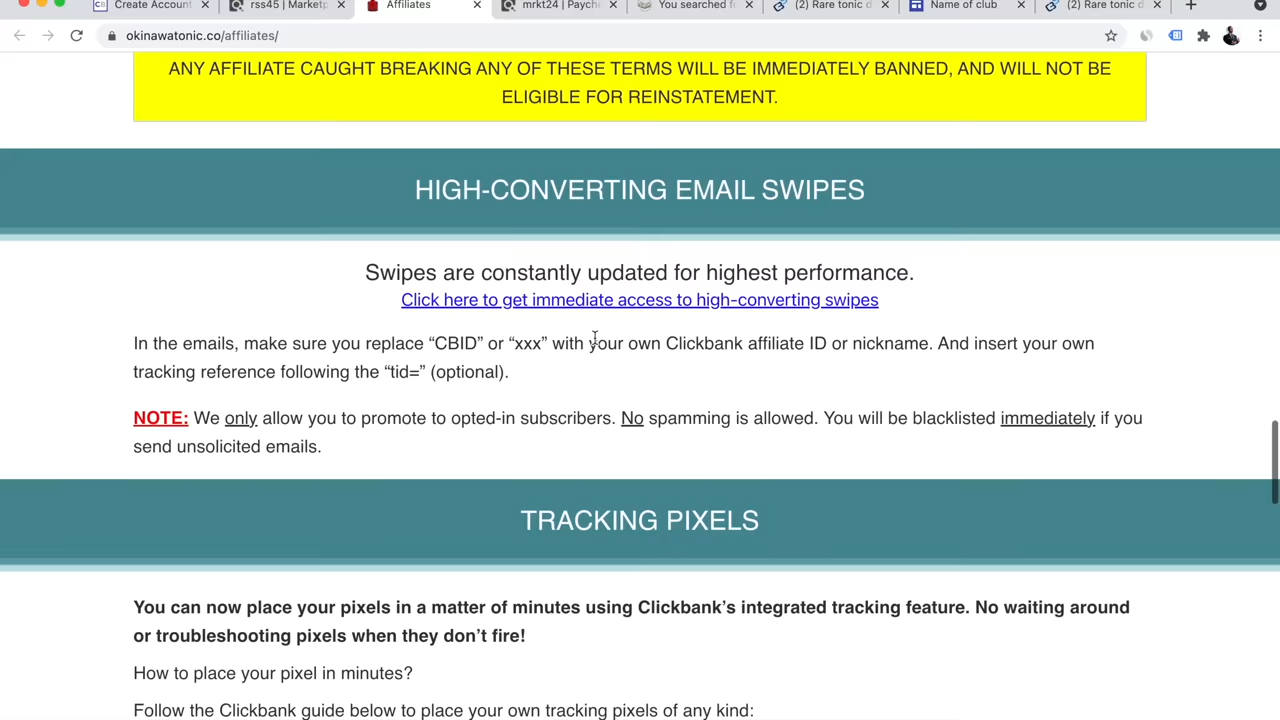 Create Account
rss45 | Marketp
Affiliates
mrkt24 | Paych
You searched f
(2) Rare tonic d
Name of club
(2) Rare tonic d
okinawatonic.co/affiliates/
ANY AFFILIATE CAUGHT BREAKING ANY OF THESE TERMS WILL BE IMMEDIATELY BANNED, AND WILL NOT BE
ELIGIBLE FOR REINSTATEMENT.
HIGH-CONVERTING EMAIL SWIPES
Swipes are constantly updated for highest performance.
Click here to get immediate access to high-converting swipes
In the emails, make sure you replace “CBID” or “xxx” with your own Clickbank affiliate ID or nickname. And insert your own
tracking reference following the “tid=” (optional).
NOTE: We only allow you to promote to opted-in subscribers. No spamming is allowed. You will be blacklisted immediately if you
send unsolicited emails.
TRACKING PIXELS
You can now place your pixels in a matter of minutes using Clickbank’s integrated tracking feature. No waiting around
or troubleshooting pixels when they don’t fire!
How to place your pixel in minutes?
Follow the Clickbank guide below to place your own tracking pixels of any kind: